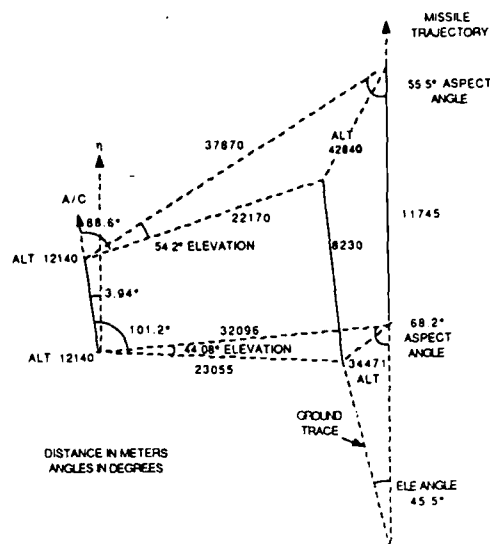 MISSILE
TRAJECTORY
55.5° ASPECT
ANGLE
37870
ALT
42840
η
A/C
88.6°
22170
11745
54.2° ELEVATION
8230
ALT 12140
3.94°
101.2°
32096
68.2°
ASPECT
ANGLE
ALT 12140
44.08° ELEVATION
34471
ALT
23055
GROUND
TRACE
DISTANCE IN METERS
ANGLES IN DEGREES
ELE ANGLE
45.5°